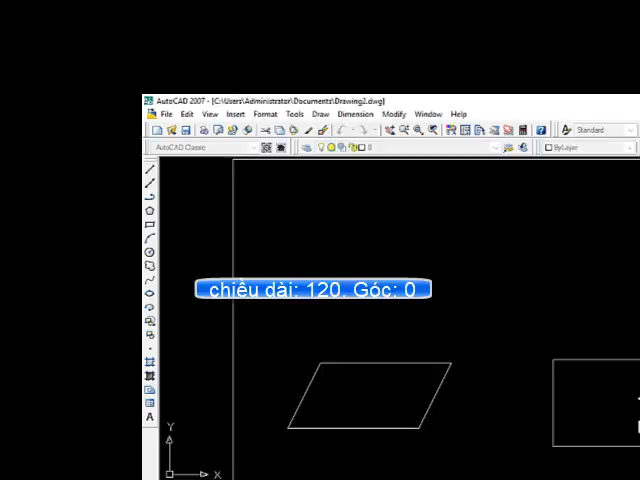 AutoCAD 2007 - [C:\Users\Administrator\Documents\Drawing2.dwg]
File Edit View Insert Format Tools Draw Dimension Modify Window Help
Standard
AutoCAD Classic
0
ByLayer
chiều dài: 120. Góc: 0
A
Y
X